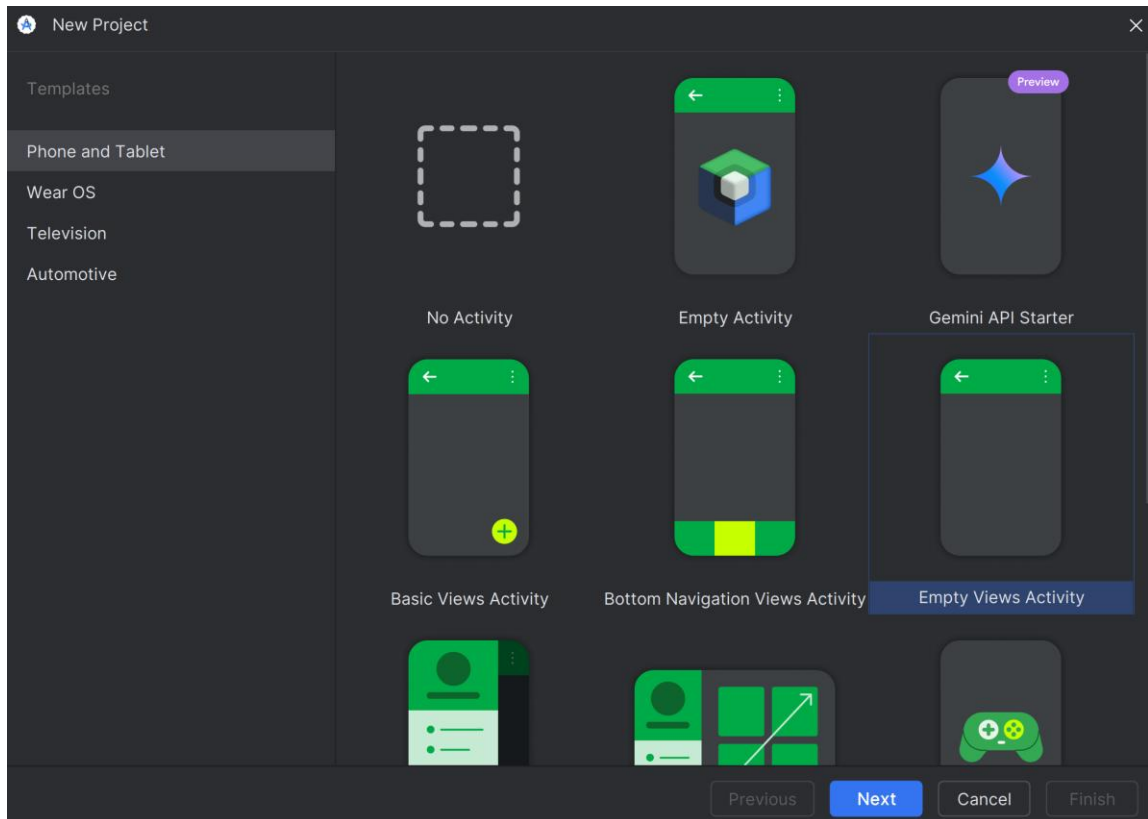 New Project
Templates
Phone and Tablet
Wear OS
Television
Automotive
Preview
No Activity
Empty Activity
Gemini API Starter
Basic Views Activity
Bottom Navigation Views Activity
Empty Views Activity
Previous
Next
Cancel
Finish